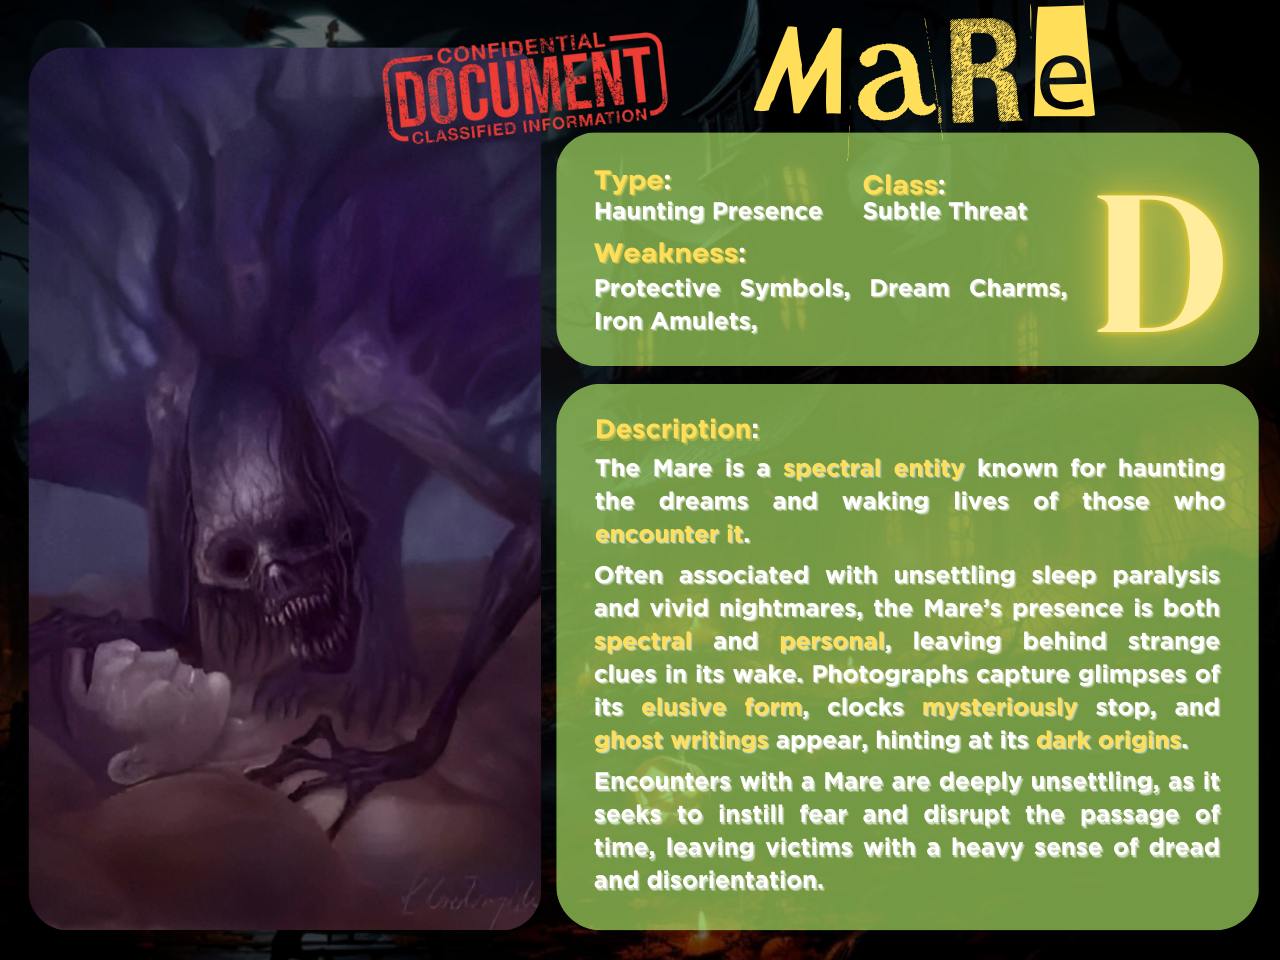 CONFIDENTIAL
DOCUMENT
CLASSIFIED INFORMATION
MaRe
Type:
Haunting Presence
Class:
Subtle Threat
D
Weakness:
Protective Symbols, Dream Charms,
Iron Amulets,
Description:
The Mare is a spectral entity known for haunting
the dreams and waking lives of those who
encounter it.
Often associated with unsettling sleep paralysis
and vivid nightmares, the Mare’s presence is both
spectral and personal, leaving behind strange
clues in its wake. Photographs capture glimpses of
its elusive form, clocks mysteriously stop, and
ghost writings appear, hinting at its dark origins.
Encounters with a Mare are deeply unsettling, as it
seeks to instill fear and disrupt the passage of
time, leaving victims with a heavy sense of dread
and disorientation.